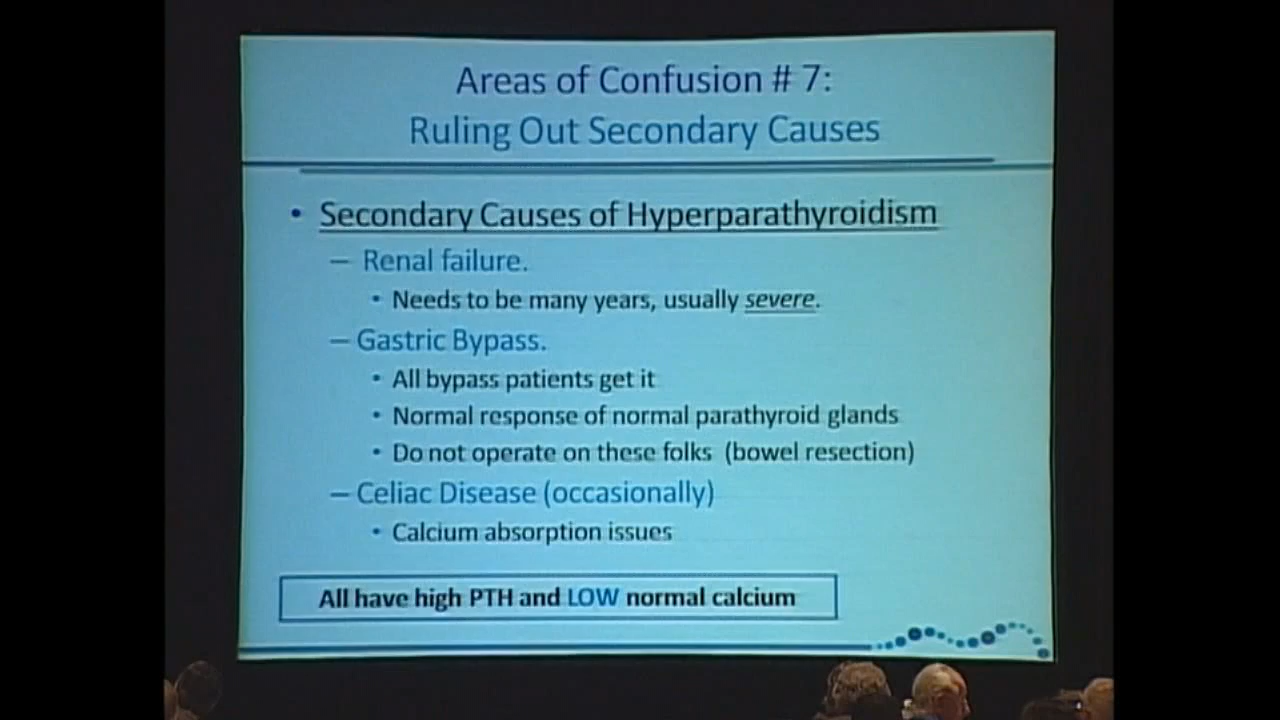 Areas of Confusion # 7:
Ruling Out Secondary Causes
• Secondary Causes of Hyperparathyroidism
– Renal failure.
• Needs to be many years, usually severe.
– Gastric Bypass.
• All bypass patients get it
• Normal response of normal parathyroid glands
• Do not operate on these folks (bowel resection)
– Celiac Disease (occasionally)
• Calcium absorption issues
All have high PTH and LOW normal calcium